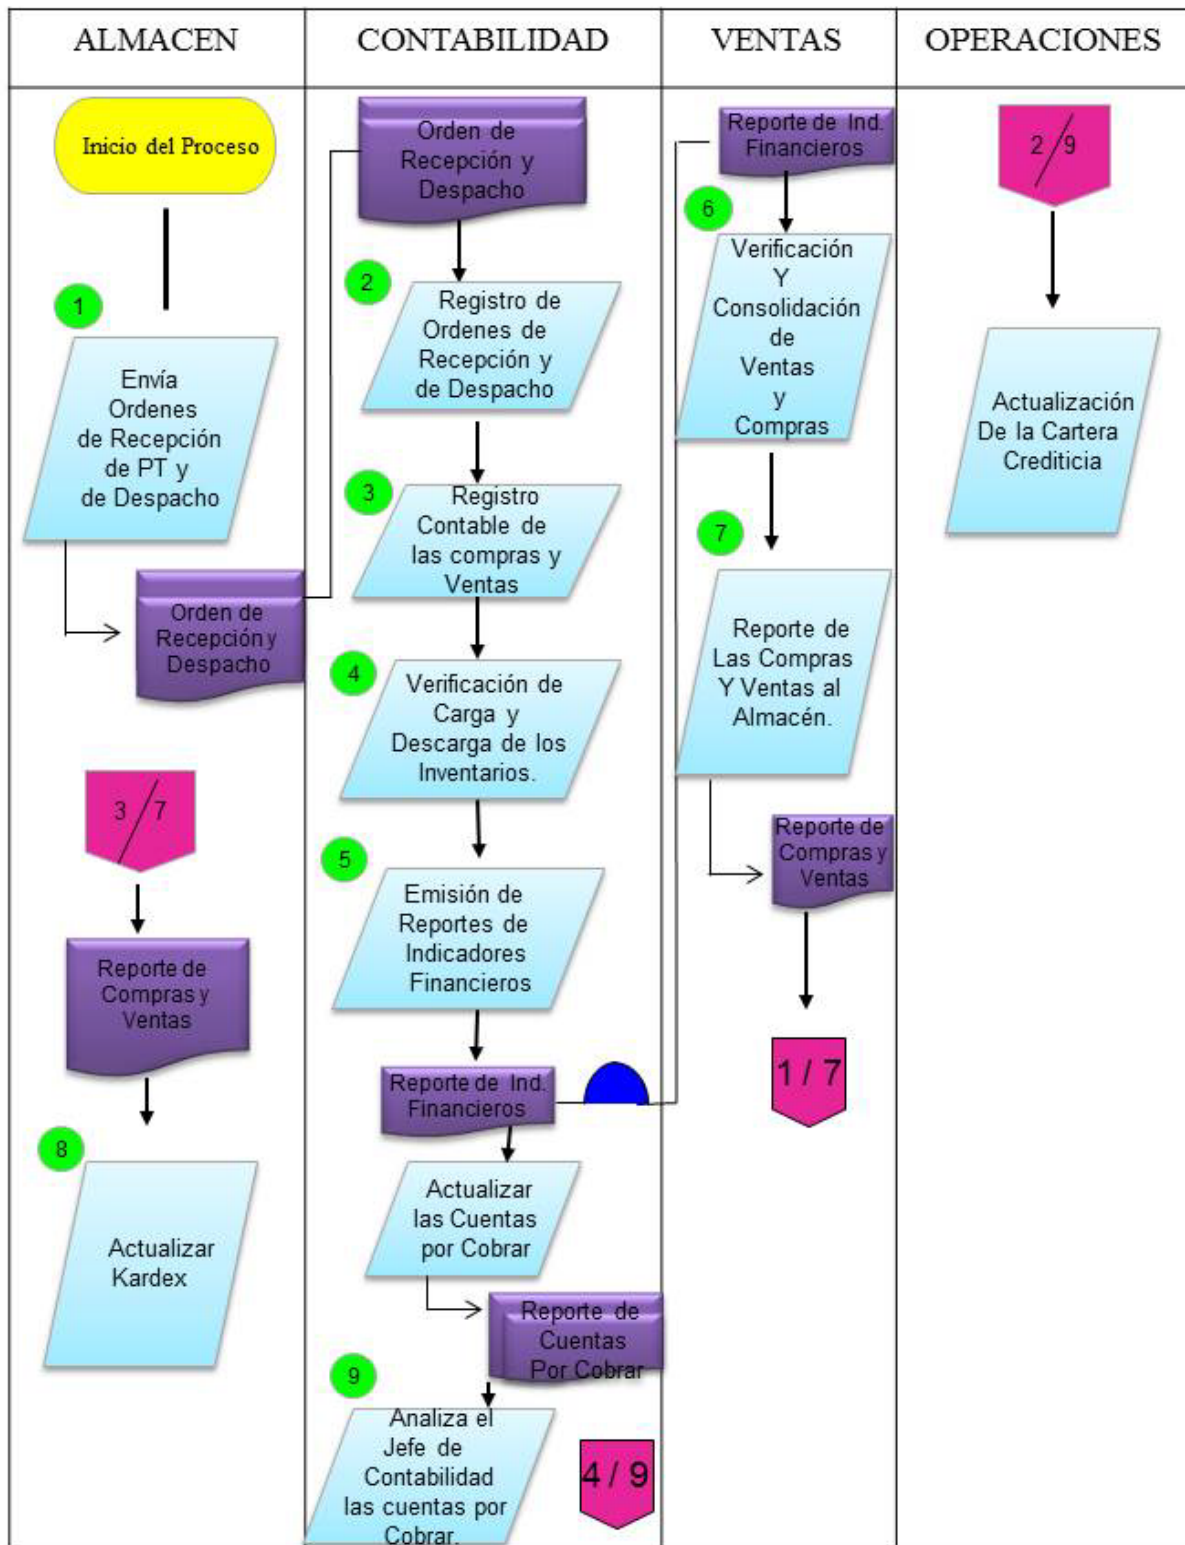 ALMACEN
CONTABILIDAD
VENTAS
OPERACIONES
Inicio del Proceso
1
Envía
Ordenes
de Recepción
de PT y
de Despacho
Orden de
Recepción y
Despacho
3 / 7
Reporte de
Compras y
Ventas
8
Actualizar
Kardex
Orden de
Recepción y
Despacho
2
Registro de
Ordenes de
Recepción y
de Despacho
3
Registro
Contable de
las compras y
Ventas
4
Verificación de
Carga y
Descarga de los
Inventarios.
5
Emisión de
Reportes de
Indicadores
Financieros
Reporte de Ind.
Financieros
Actualizar
las Cuentas
por Cobrar
Reporte de
Cuentas
Por Cobrar
9
Analiza el
Jefe de
Contabilidad
las cuentas por
Cobrar.
4 / 9
Reporte de Ind.
Financieros
6
Verificación
Y
Consolidación
de
Ventas
y
Compras
7
Reporte de
Las Compras
Y Ventas al
Almacén.
Reporte de
Compras y
Ventas
1 / 7
2 / 9
Actualización
De la Cartera
Crediticia